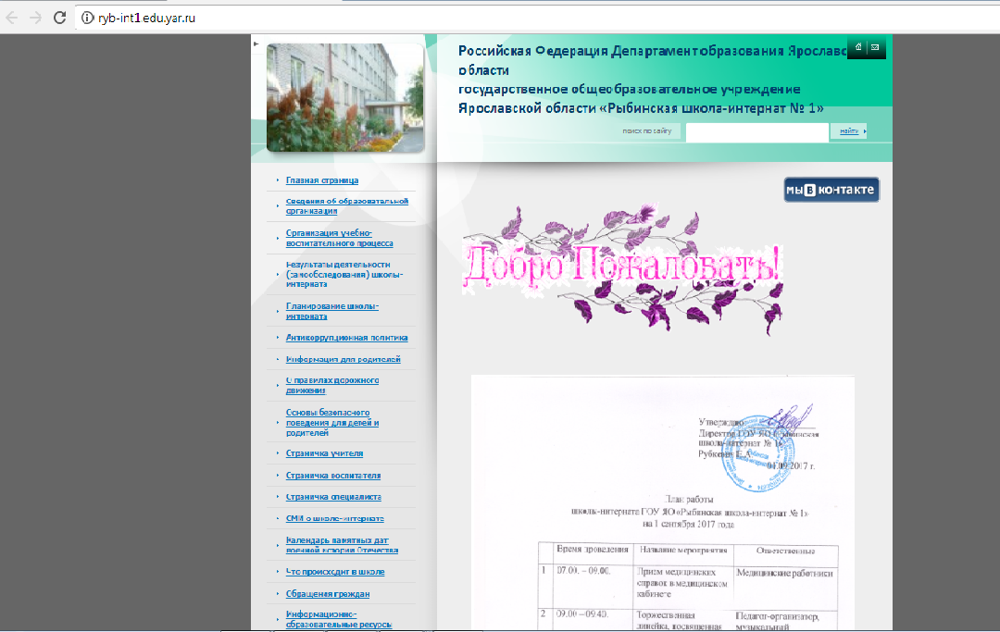 ryb-int1.edu.yar.ru
Российская Федерация Департамент образования Ярославс
области
государственное общеобразовательное учреждение
Ярославской области «Рыбинская школа-интернат № 1»
поиск по сайту
найти
Главная страница
Сведения об образовательной
организации
Организация учебно-
воспитательного процесса
Результаты деятельности
(самообследования) школы-
интерната
Планирование школы-
интерната
Антикоррупционная политика
Информация для родителей
О правилах дорожного
движения
Основы безопасного
поведения для детей и
родителей
Страничка учителя
Страничка воспитателя
Страничка специалиста
СМИ о школе-интернате
Календарь памятных дат
военной истории Отечества
Что происходит в школе
Обращения граждан
Информационно-
образовательные ресурсы
мы в контакте
Добро Пожаловать!
Утверждаю
Директор ГОУ ЯО «Рыбинская
школа-интернат № 1»
04.09.2017 г.
План работы
школы-интерната ГОУ ЯО «Рыбинская школа-интернат № 1»
на 1 сентября 2017 года
Время проведения Название мероприятия Ответственные
1 07.00. – 09.00. Прием медицинских Медицинские работники
справок в медицинском
кабинете
2 09.00 – 09.40. Торжественная Педагог-организатор,
линейка, посвященная музыкальный